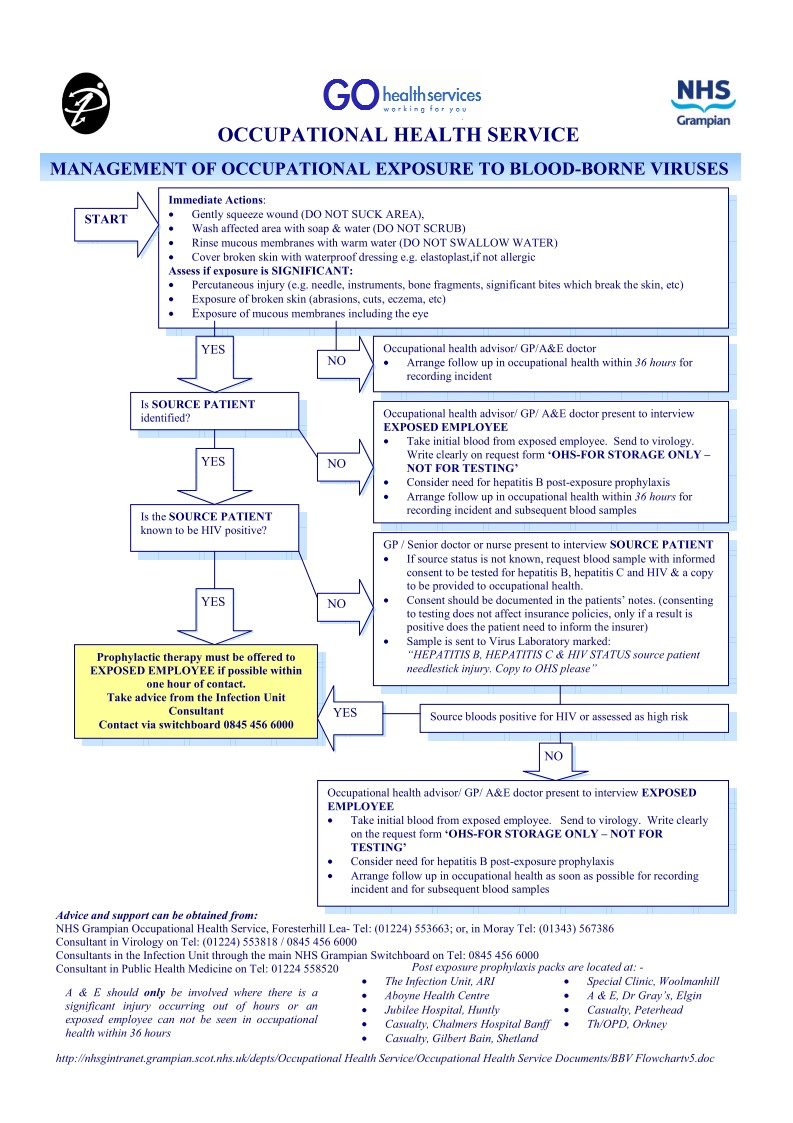 GO healthservices
working for you
NHS
Grampian
OCCUPATIONAL HEALTH SERVICE
MANAGEMENT OF OCCUPATIONAL EXPOSURE TO BLOOD-BORNE VIRUSES
START
Immediate Actions:
• Gently squeeze wound (DO NOT SUCK AREA),
• Wash affected area with soap & water (DO NOT SCRUB)
• Rinse mucous membranes with warm water (DO NOT SWALLOW WATER)
• Cover broken skin with waterproof dressing e.g. elastoplast,if not allergic
Assess if exposure is SIGNIFICANT:
• Percutaneous injury (e.g. needle, instruments, bone fragments, significant bites which break the skin, etc)
• Exposure of broken skin (abrasions, cuts, eczema, etc)
• Exposure of mucous membranes including the eye
YES
NO
Occupational health advisor/ GP/A&E doctor
• Arrange follow up in occupational health within 36 hours for
recording incident
Is SOURCE PATIENT
identified?
YES
NO
Occupational health advisor/ GP/ A&E doctor present to interview
EXPOSED EMPLOYEE
• Take initial blood from exposed employee. Send to virology.
Write clearly on request form ‘OHS-FOR STORAGE ONLY –
NOT FOR TESTING’
• Consider need for hepatitis B post-exposure prophylaxis
• Arrange follow up in occupational health within 36 hours for
recording incident and subsequent blood samples
Is the SOURCE PATIENT
known to be HIV positive?
YES
NO
GP / Senior doctor or nurse present to interview SOURCE PATIENT
• If source status is not known, request blood sample with informed
consent to be tested for hepatitis B, hepatitis C and HIV & a copy
to be provided to occupational health.
• Consent should be documented in the patients’ notes. (consenting
to testing does not affect insurance policies, only if a result is
positive does the patient need to inform the insurer)
• Sample is sent to Virus Laboratory marked:
“HEPATITIS B, HEPATITIS C & HIV STATUS source patient
needlestick injury. Copy to OHS please”
Prophylactic therapy must be offered to
EXPOSED EMPLOYEE if possible within
one hour of contact.
Take advice from the Infection Unit
Consultant
Contact via switchboard 0845 456 6000
YES
Source bloods positive for HIV or assessed as high risk
NO
Occupational health advisor/ GP/ A&E doctor present to interview EXPOSED
EMPLOYEE
• Take initial blood from exposed employee. Send to virology. Write clearly
on the request form ‘OHS-FOR STORAGE ONLY – NOT FOR
TESTING’
• Consider need for hepatitis B post-exposure prophylaxis
• Arrange follow up in occupational health as soon as possible for recording
incident and for subsequent blood samples
Advice and support can be obtained from:
NHS Grampian Occupational Health Service, Foresterhill Lea- Tel: (01224) 553663; or, in Moray Tel: (01343) 567386
Consultant in Virology on Tel: (01224) 553818 / 0845 456 6000
Consultants in the Infection Unit through the main NHS Grampian Switchboard on Tel: 0845 456 6000
Consultant in Public Health Medicine on Tel: 01224 558520
A & E should only be involved where there is a
significant injury occurring out of hours or an
exposed employee can not be seen in occupational
health within 36 hours
Post exposure prophylaxis packs are located at: -
• The Infection Unit, ARI
• Aboyne Health Centre
• Jubilee Hospital, Huntly
• Casualty, Chalmers Hospital Banff
• Casualty, Gilbert Bain, Shetland
• Special Clinic, Woolmanhill
• A & E, Dr Gray’s, Elgin
• Casualty, Peterhead
• Th/OPD, Orkney
http://nhsgintranet.grampian.scot.nhs.uk/depts/Occupational Health Service/Occupational Health Service Documents/BBV Flowchartv5.doc